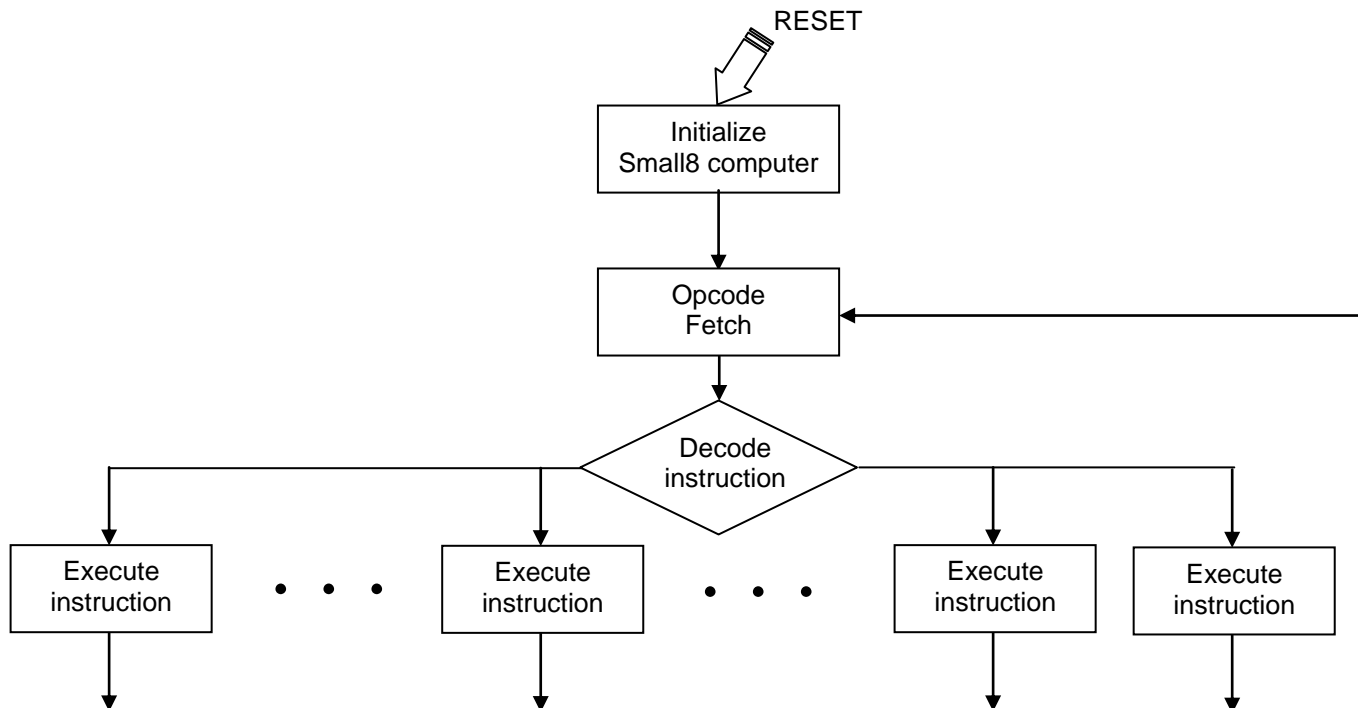 RESET
Initialize
Small8 computer
Opcode
Fetch
Decode
instruction
Execute
instruction
Execute
instruction
Execute
instruction
Execute
instruction